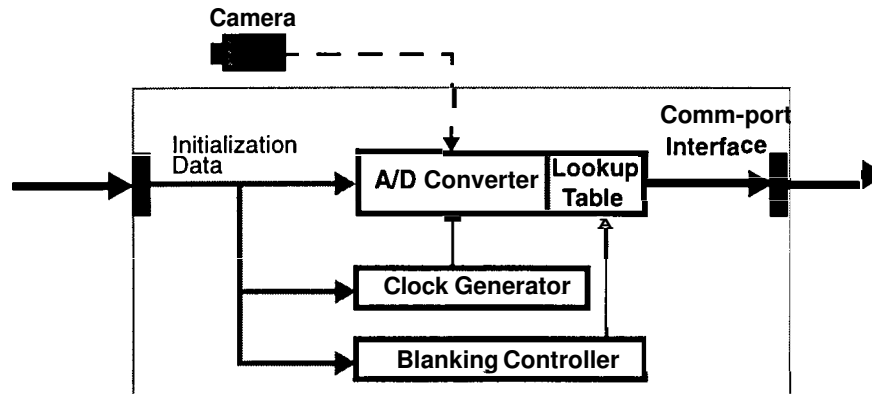 Camera
Comm-port
Interface
Initialization
Data
A/D Converter
Lookup
Table
Clock Generator
Blanking Controller